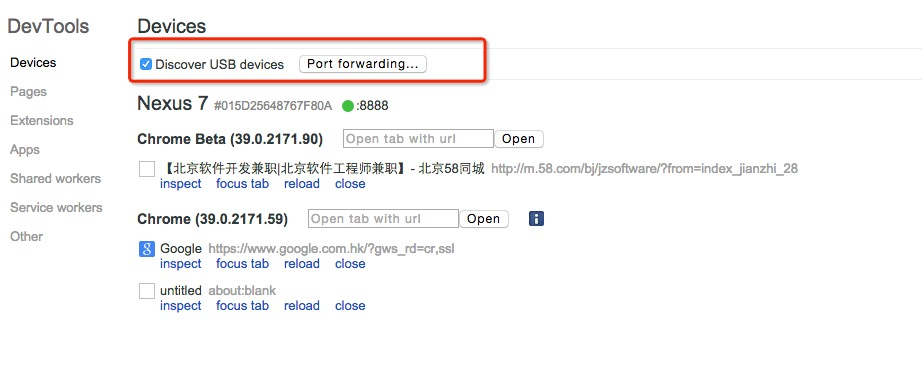 DevTools
Devices
Pages
Extensions
Apps
Shared workers
Service workers
Other
Devices
Discover USB devices Port forwarding...
Nexus 7 #015D25648767F80A :8888
Chrome Beta (39.0.2171.90) Open tab with url Open
【北京软件开发兼职|北京软件工程师兼职】- 北京58同城 http://m.58.com/bj/jzsoftware/?from=index_jianzhi_28
inspect focus tab reload close
Chrome (39.0.2171.59) Open tab with url Open i
Google https://www.google.com.hk/?gws_rd=cr,ssl
inspect focus tab reload close
untitled about:blank
inspect focus tab reload close